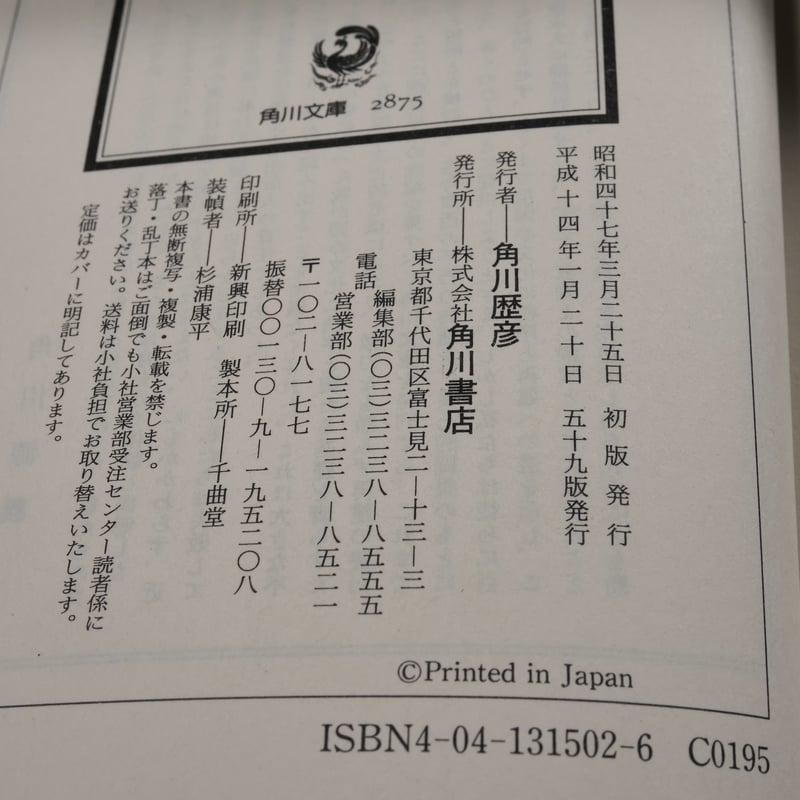 角川文庫 2875
昭和四十七年三月二十五日 初版発行
平成十四年一月二十日 五十九版発行
発行者――角川歴彦
発行所――株式会社角川書店
東京都千代田区富士見二―十三―三
電話 編集部(〇三)三二三八―八五五五
営業部(〇三)三二三八―八五二一
〒一〇二―八一七七
振替〇〇一三〇―九―一九五二〇八
印刷所――新興印刷 製本所――千曲堂
装幀者――杉浦康平
本書の無断複写・複製・転載を禁じます。
落丁・乱丁本はご面倒でも小社営業部受注センター読者係に
お送りください。送料は小社負担でお取り替えいたします。
定価はカバーに明記してあります。
©Printed in Japan
ISBN4-04-131502-6 C0195